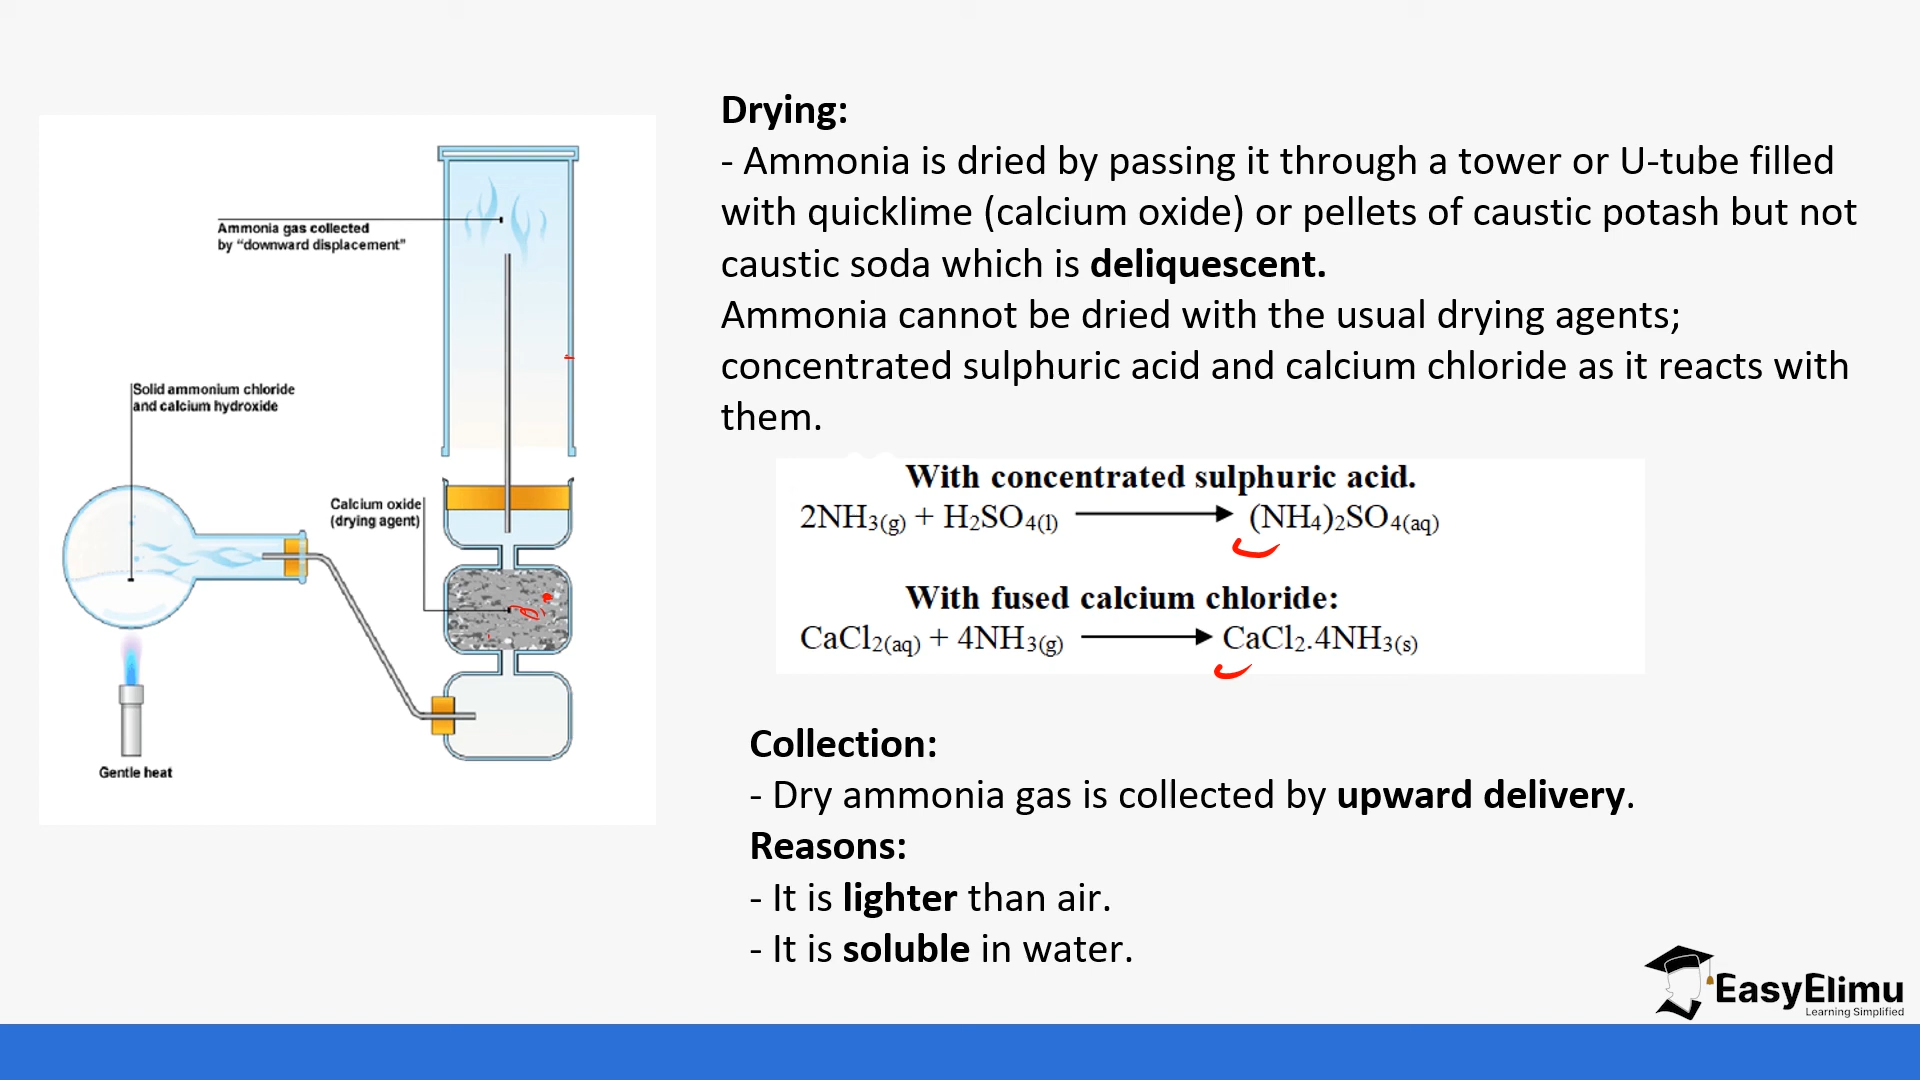 Ammonia gas collected
by “downward displacement”
Solid ammonium chloride
and calcium hydroxide
Calcium oxide
(drying agent)
Gentle heat
Drying:
- Ammonia is dried by passing it through a tower or U-tube filled
with quicklime (calcium oxide) or pellets of caustic potash but not
caustic soda which is deliquescent.
Ammonia cannot be dried with the usual drying agents;
concentrated sulphuric acid and calcium chloride as it reacts with
them.
With concentrated sulphuric acid.
2NH3(g) + H2SO4(l) ⟶ (NH4)2SO4(aq)
With fused calcium chloride:
CaCl2(aq) + 4NH3(g) ⟶ CaCl2.4NH3(s)
Collection:
- Dry ammonia gas is collected by upward delivery.
Reasons:
- It is lighter than air.
- It is soluble in water.
EasyElimu
Learning Simplified